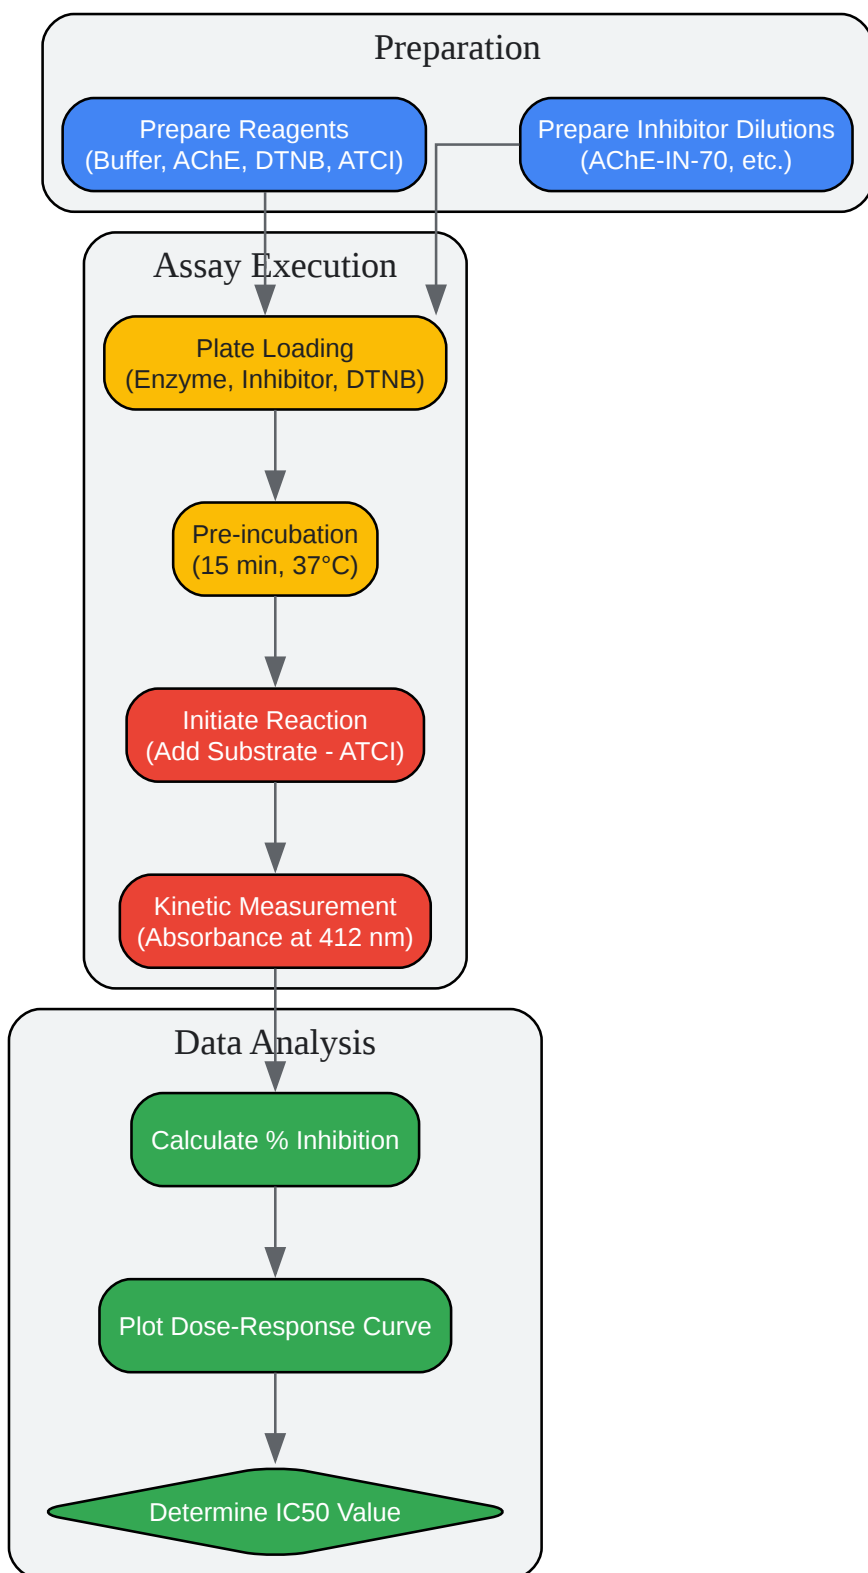 Preparation
Prepare Reagents
(Buffer, AChE, DTNB, ATCI)
Prepare Inhibitor Dilutions
(AChE-IN-70, etc.)
Assay Execution
Plate Loading
(Enzyme, Inhibitor, DTNB)
Pre-incubation
(15 min, 37°C)
Initiate Reaction
(Add Substrate - ATCI)
Kinetic Measurement
(Absorbance at 412 nm)
Data Analysis
Calculate % Inhibition
Plot Dose-Response Curve
Determine IC50 Value